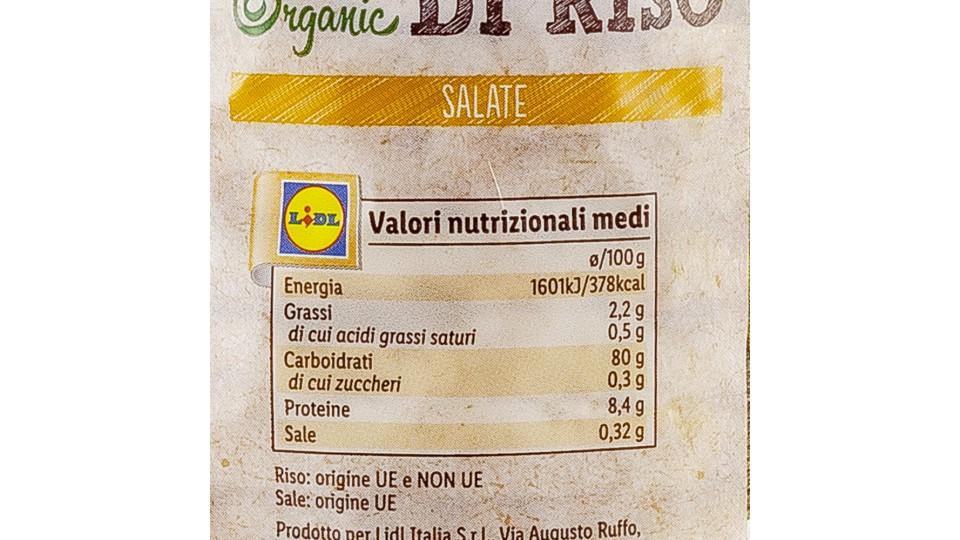 Organic DI RISO
SALATE
LIDL
Valori nutrizionali medi
ø/100g
Energia 1601kJ/378kcal
Grassi 2,2 g
di cui acidi grassi saturi 0,5 g
Carboidrati 80 g
di cui zuccheri 0,3 g
Proteine 8,4 g
Sale 0,32 g
Riso: origine UE e NON UE
Sale: origine UE
Prodotto per Lidl Italia S.r.l. Via Augusto Ruffo,